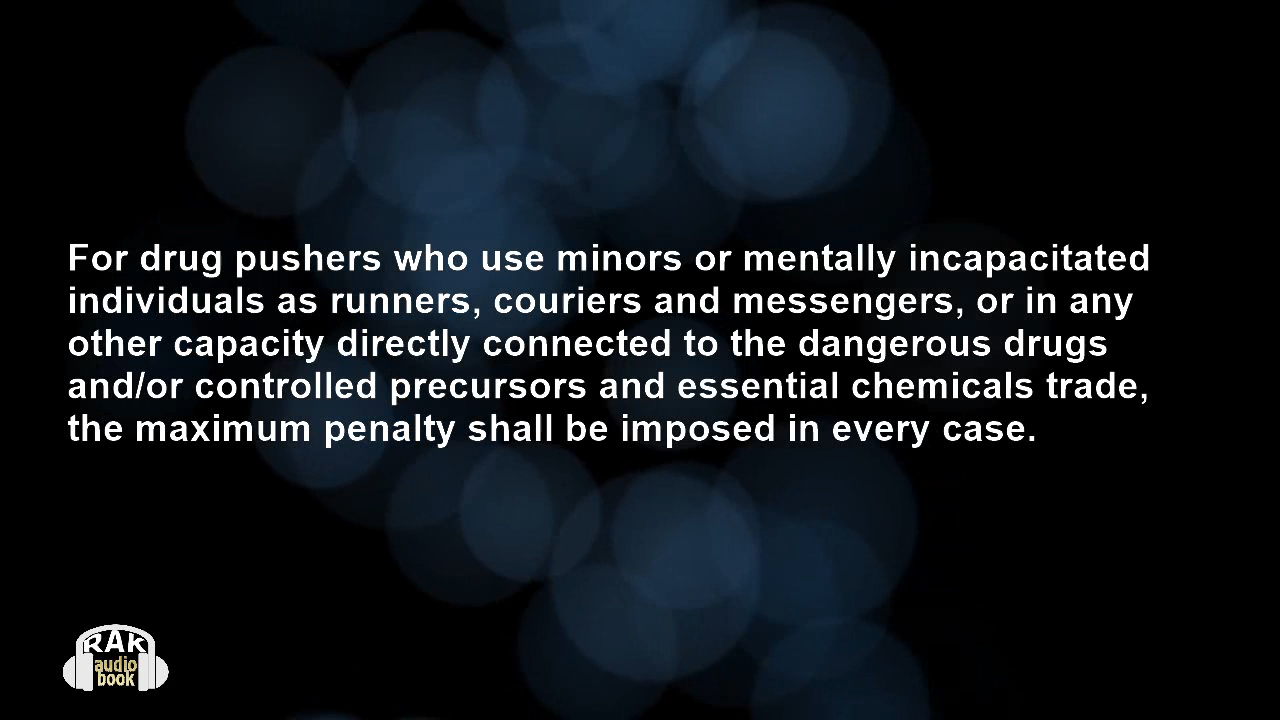 For drug pushers who use minors or mentally incapacitated
individuals as runners, couriers and messengers, or in any
other capacity directly connected to the dangerous drugs
and/or controlled precursors and essential chemicals trade,
the maximum penalty shall be imposed in every case.
RAK
audio
book